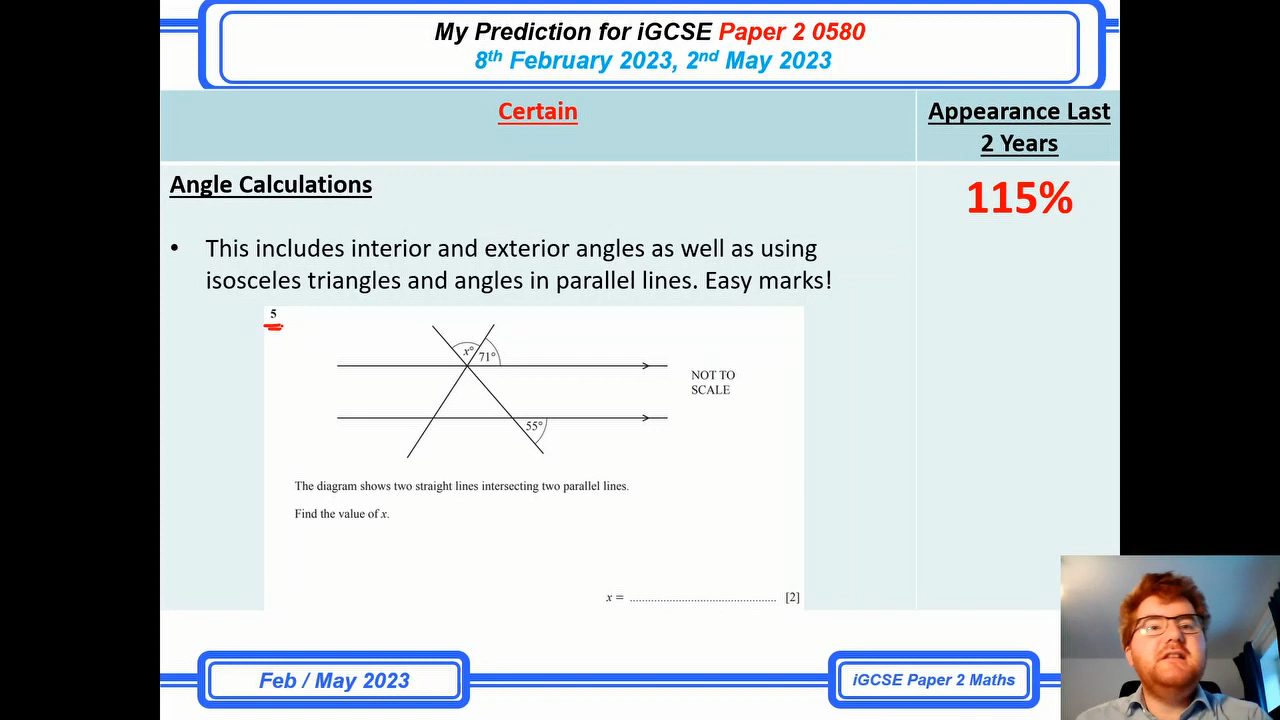 My Prediction for iGCSE Paper 2 0580
8th February 2023, 2nd May 2023
Certain
Appearance Last
2 Years
Angle Calculations
115%
• This includes interior and exterior angles as well as using
isosceles triangles and angles in parallel lines. Easy marks!
5
x° 71°
NOT TO
SCALE
55°
The diagram shows two straight lines intersecting two parallel lines.
Find the value of x.
x = ................................................ [2]
Feb / May 2023
iGCSE Paper 2 Maths